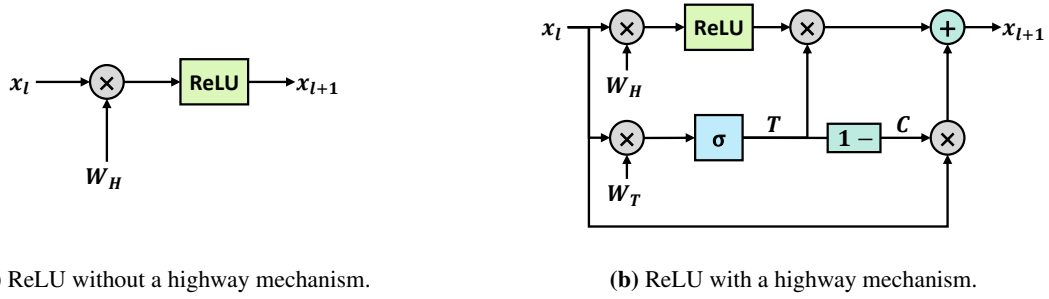 x_l
×
ReLU
x_{l+1}
W_H
) ReLU without a highway mechanism.
x_l
×
ReLU
×
+
x_{l+1}
W_H
×
σ
T
1 −
C
×
W_T
(b) ReLU with a highway mechanism.